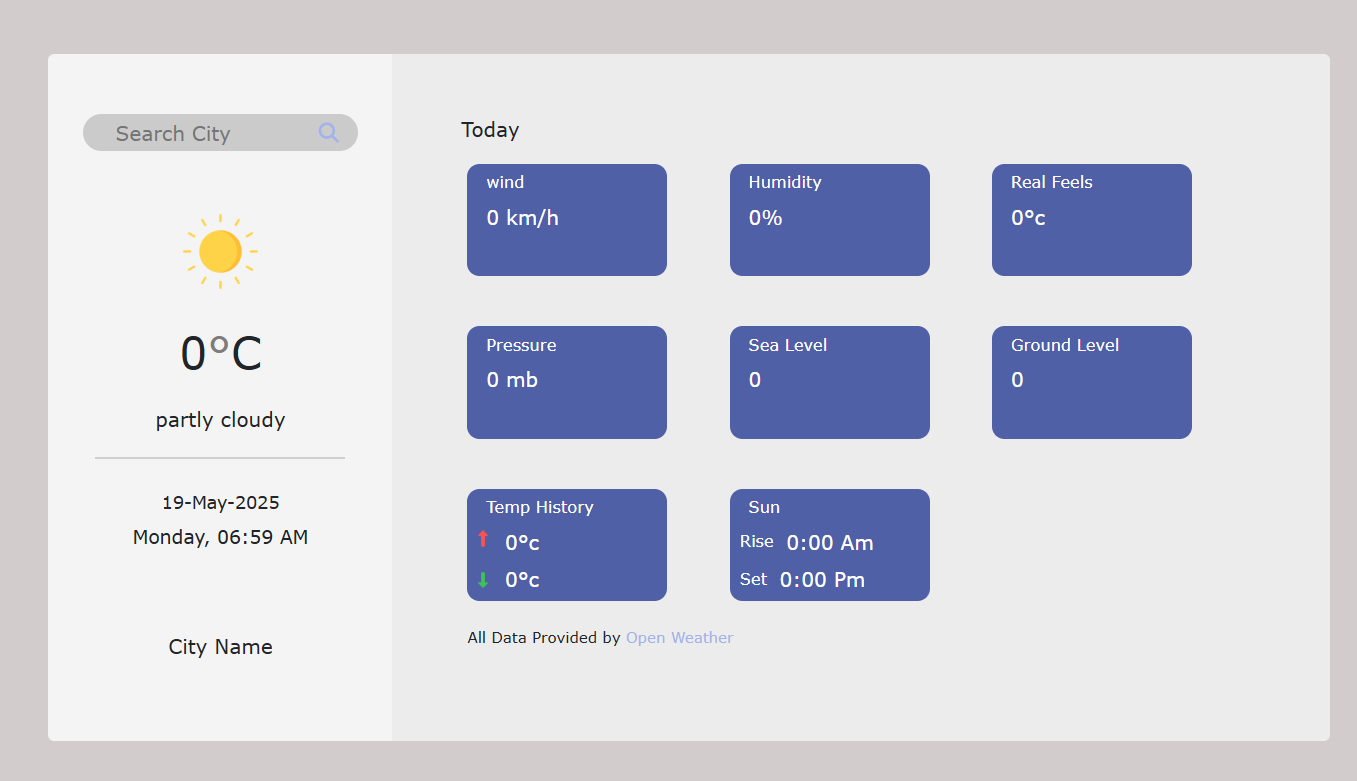 Search City
0°C
partly cloudy
19-May-2025
Monday, 06:59 AM
City Name
Today
wind
0 km/h
Humidity
0%
Real Feels
0°c
Pressure
0 mb
Sea Level
0
Ground Level
0
Temp History
0°c
0°c
Sun
Rise 0:00 Am
Set 0:00 Pm
All Data Provided by Open Weather